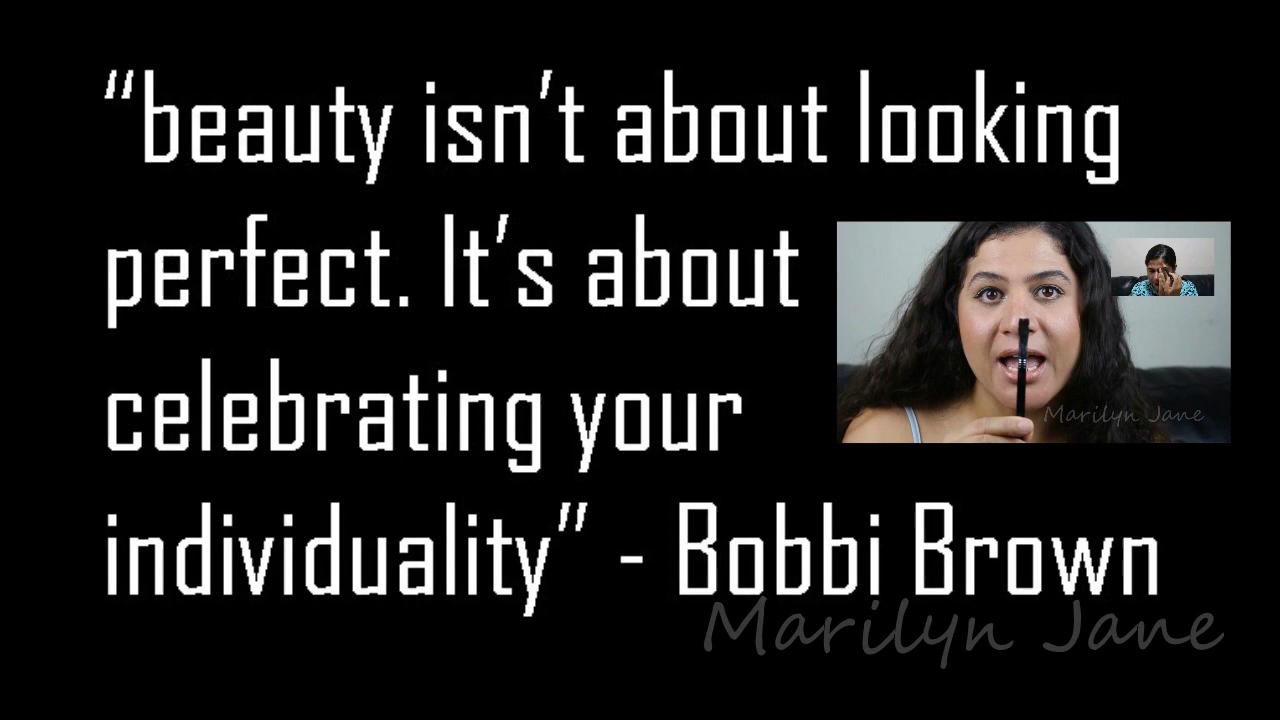 “beauty isn’t about looking
perfect. It’s about
celebrating your
individuality” - Bobbi Brown
Marilyn Jane
Marilyn Jane